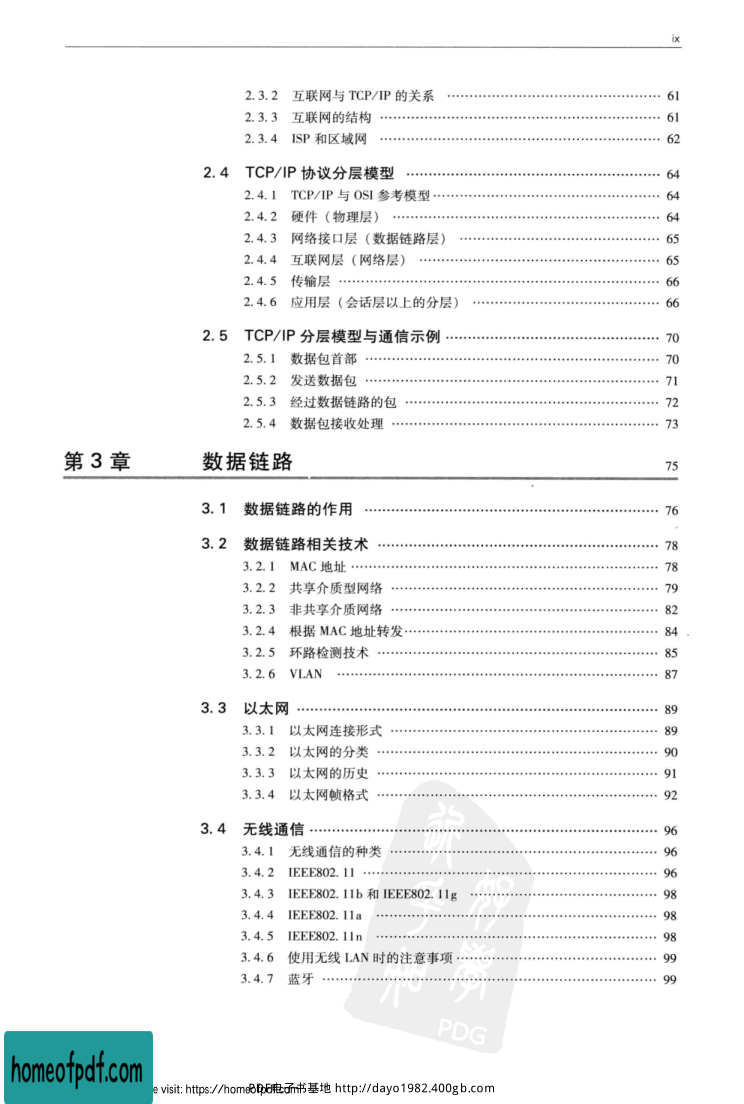 ix
2.3.2 互联网与 TCP/IP 的关系 …… 61
2.3.3 互联网的结构 …… 61
2.3.4 ISP 和区域网 …… 62
2.4 TCP/IP 协议分层模型 …… 64
2.4.1 TCP/IP 与 OSI 参考模型 …… 64
2.4.2 硬件（物理层） …… 64
2.4.3 网络接口层（数据链路层） …… 65
2.4.4 互联网层（网络层） …… 65
2.4.5 传输层 …… 66
2.4.6 应用层（会话层以上的分层） …… 66
2.5 TCP/IP 分层模型与通信示例 …… 70
2.5.1 数据包首部 …… 70
2.5.2 发送数据包 …… 71
2.5.3 经过数据链路的包 …… 72
2.5.4 数据包接收处理 …… 73
第 3 章 数据链路 75
3.1 数据链路的作用 …… 76
3.2 数据链路相关技术 …… 78
3.2.1 MAC 地址 …… 78
3.2.2 共享介质型网络 …… 79
3.2.3 非共享介质网络 …… 82
3.2.4 根据 MAC 地址转发 …… 84
3.2.5 环路检测技术 …… 85
3.2.6 VLAN …… 87
3.3 以太网 …… 89
3.3.1 以太网连接形式 …… 89
3.3.2 以太网的分类 …… 90
3.3.3 以太网的历史 …… 91
3.3.4 以太网帧格式 …… 92
3.4 无线通信 …… 96
3.4.1 无线通信的种类 …… 96
3.4.2 IEEE802.11 …… 96
3.4.3 IEEE802.11b 和 IEEE802.11g …… 98
3.4.4 IEEE802.11a …… 98
3.4.5 IEEE802.11n …… 98
3.4.6 使用无线 LAN 时的注意事项 …… 99
3.4.7 蓝牙 …… 99
PDG
homeofpdf.com
e visit: https://homeofpdf.com
PDF电子书基地 http://dayo1982.400gb.com